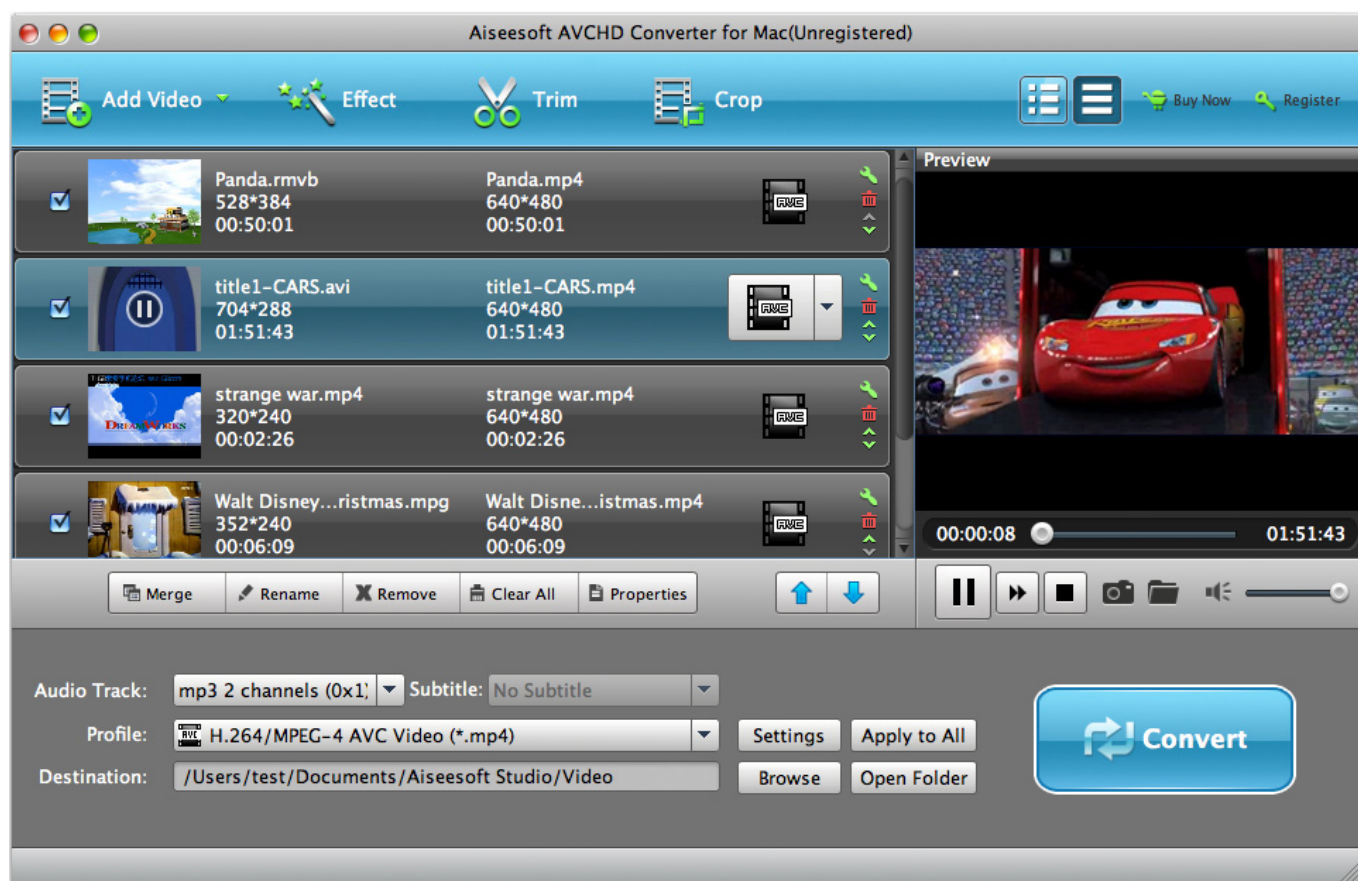 Aiseesoft AVCHD Converter for Mac(Unregistered)
Add Video
Effect
Trim
Crop
Buy Now
Register
Panda.rmvb
528*384
00:50:01
Panda.mp4
640*480
00:50:01
AVC
title1-CARS.avi
704*288
01:51:43
title1-CARS.mp4
640*480
01:51:43
AVC
DREAMWORKS
strange war.mp4
320*240
00:02:26
strange war.mp4
640*480
00:02:26
AVC
Walt Disney...ristmas.mpg
352*240
00:06:09
Walt Disne...istmas.mp4
640*480
00:06:09
AVC
Preview
00:00:08
01:51:43
Merge
Rename
Remove
Clear All
Properties
Audio Track:
mp3 2 channels (0x1)
Subtitle:
No Subtitle
Profile:
AVC
H.264/MPEG-4 AVC Video (*.mp4)
Settings
Apply to All
Destination:
/Users/test/Documents/Aiseesoft Studio/Video
Browse
Open Folder
Convert